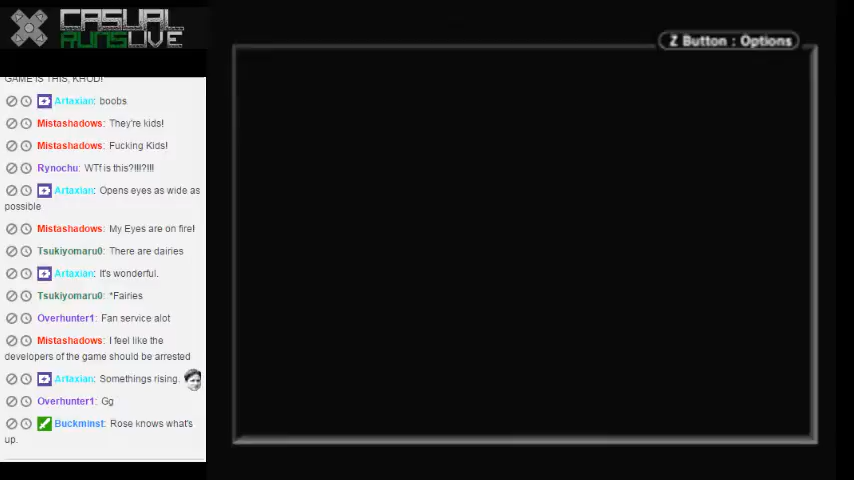 CASUAL
RUNSLIVE
Z Button : Options
GAME IS THIS, KHOD!
Artaxian: boobs
Mistashadows: They're kids!
Mistashadows: Fucking Kids!
Rynochu: WTf is this?!!!?!!!
Artaxian: Opens eyes as wide as
possible
Mistashadows: My Eyes are on fire!
Tsukiyomaru0: There are dairies
Artaxian: It's wonderful.
Tsukiyomaru0: *Fairies
Overhunter1: Fan service alot
Mistashadows: I feel like the
developers of the game should be arrested
Artaxian: Somethings rising.
Overhunter1: Gg
Buckminst: Rose knows what's
up.